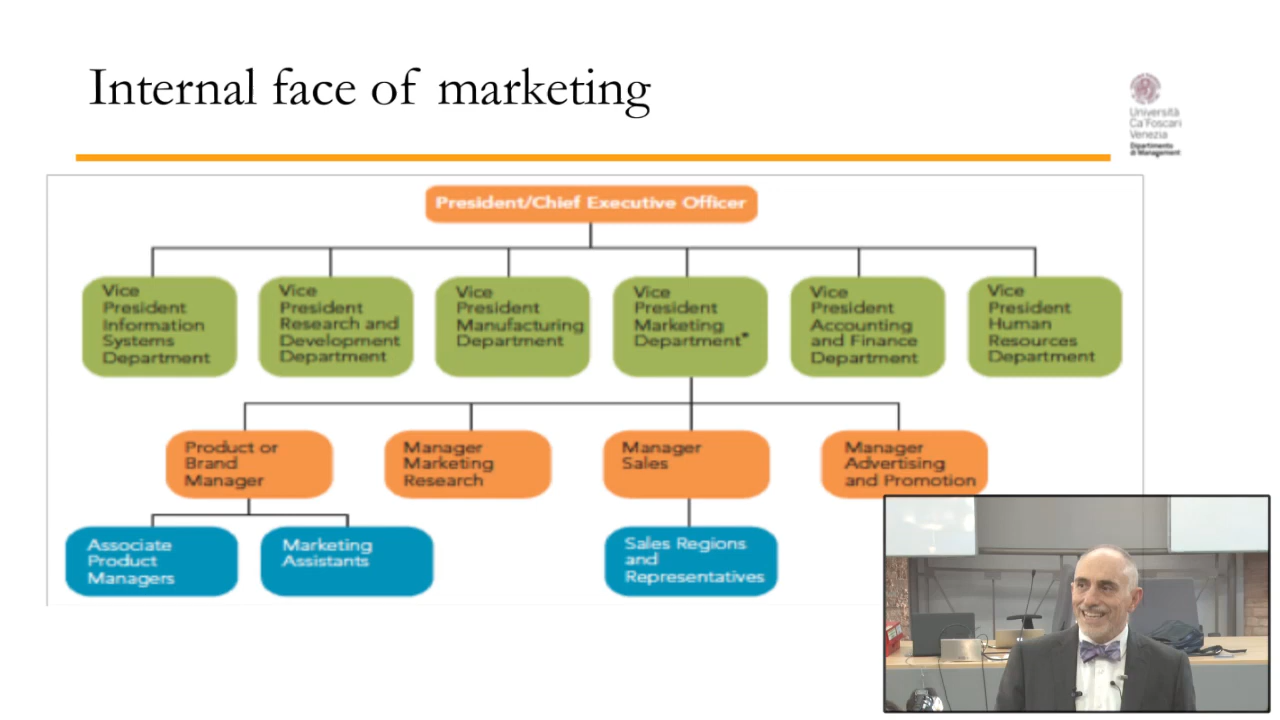 Internal face of marketing
Università
Ca'Foscari
Venezia
Dipartimento
di Management
President/Chief Executive Officer
Vice
President
Information
Systems
Department
Vice
President
Research and
Development
Department
Vice
President
Manufacturing
Department
Vice
President
Marketing
Department*
Vice
President
Accounting
and Finance
Department
Vice
President
Human
Resources
Department
Product or
Brand
Manager
Manager
Marketing
Research
Manager
Sales
Manager
Advertising
and Promotion
Associate
Product
Managers
Marketing
Assistants
Sales Regions
and
Representatives